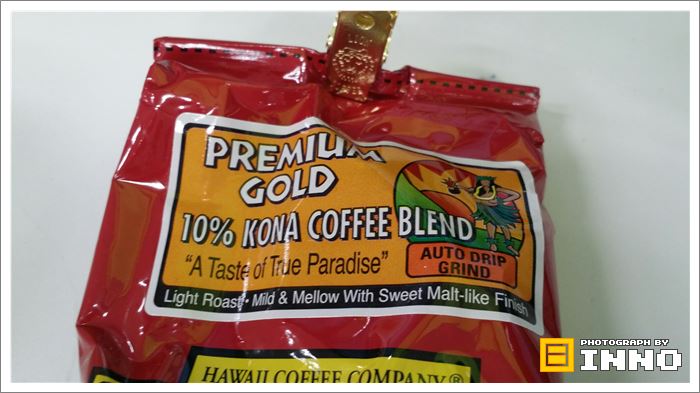 PREMIUM
GOLD
10% KONA COFFEE BLEND
"A Taste of True Paradise"
AUTO DRIP
GRIND
Light Roast • Mild & Mellow With Sweet Malt-like Finish
HAWAII COFFEE COMPANY®
PHOTOGRAPH BY
INNO